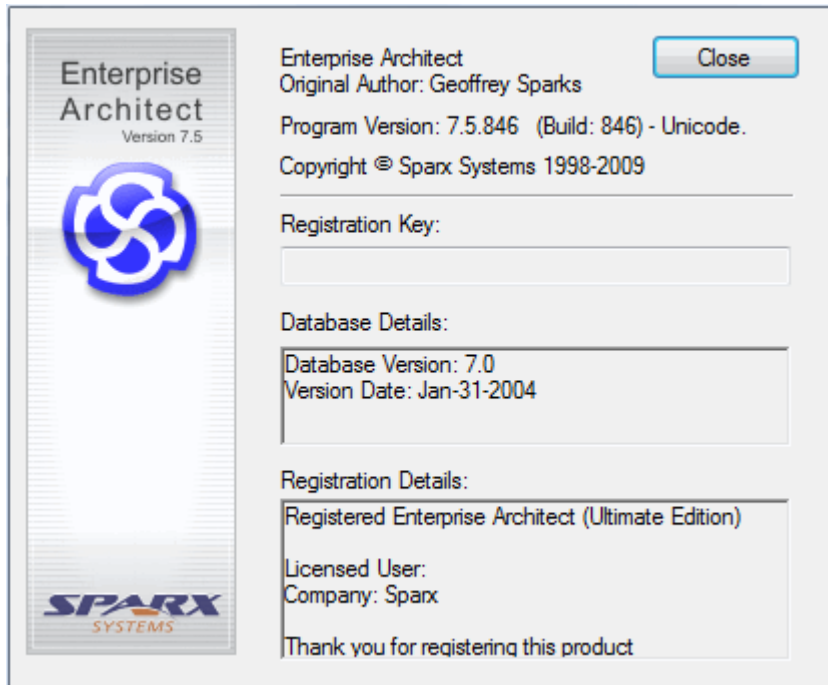 Enterprise
Architect
Version 7.5
SPARX
SYSTEMS
Enterprise Architect
Original Author: Geoffrey Sparks
Close
Program Version: 7.5.846 (Build: 846) - Unicode.
Copyright © Sparx Systems 1998-2009
Registration Key:
Database Details:
Database Version: 7.0
Version Date: Jan-31-2004
Registration Details:
Registered Enterprise Architect (Ultimate Edition)
Licensed User:
Company: Sparx
Thank you for registering this product